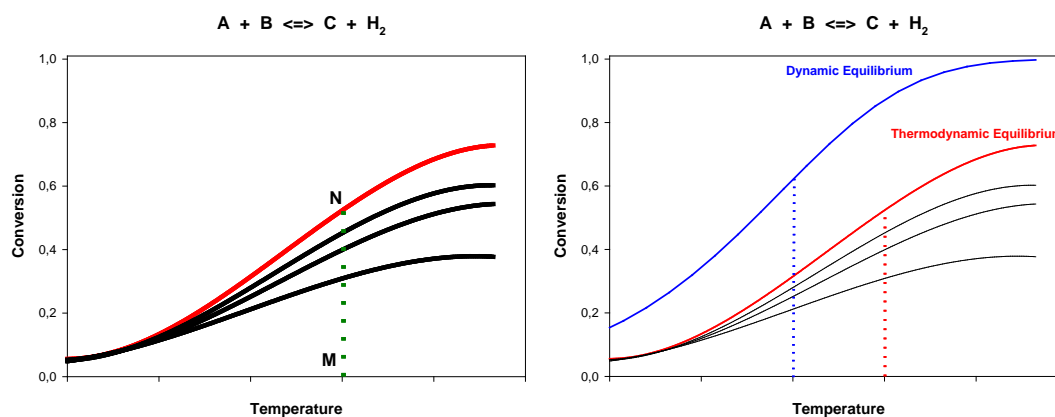 A + B <=> C + H2
1,0
0,8
0,6
0,4
0,2
0,0
Conversion
N
M
Temperature
A + B <=> C + H2
1,0
0,8
0,6
0,4
0,2
0,0
Conversion
Dynamic Equilibrium
Thermodynamic Equilibrium
Temperature